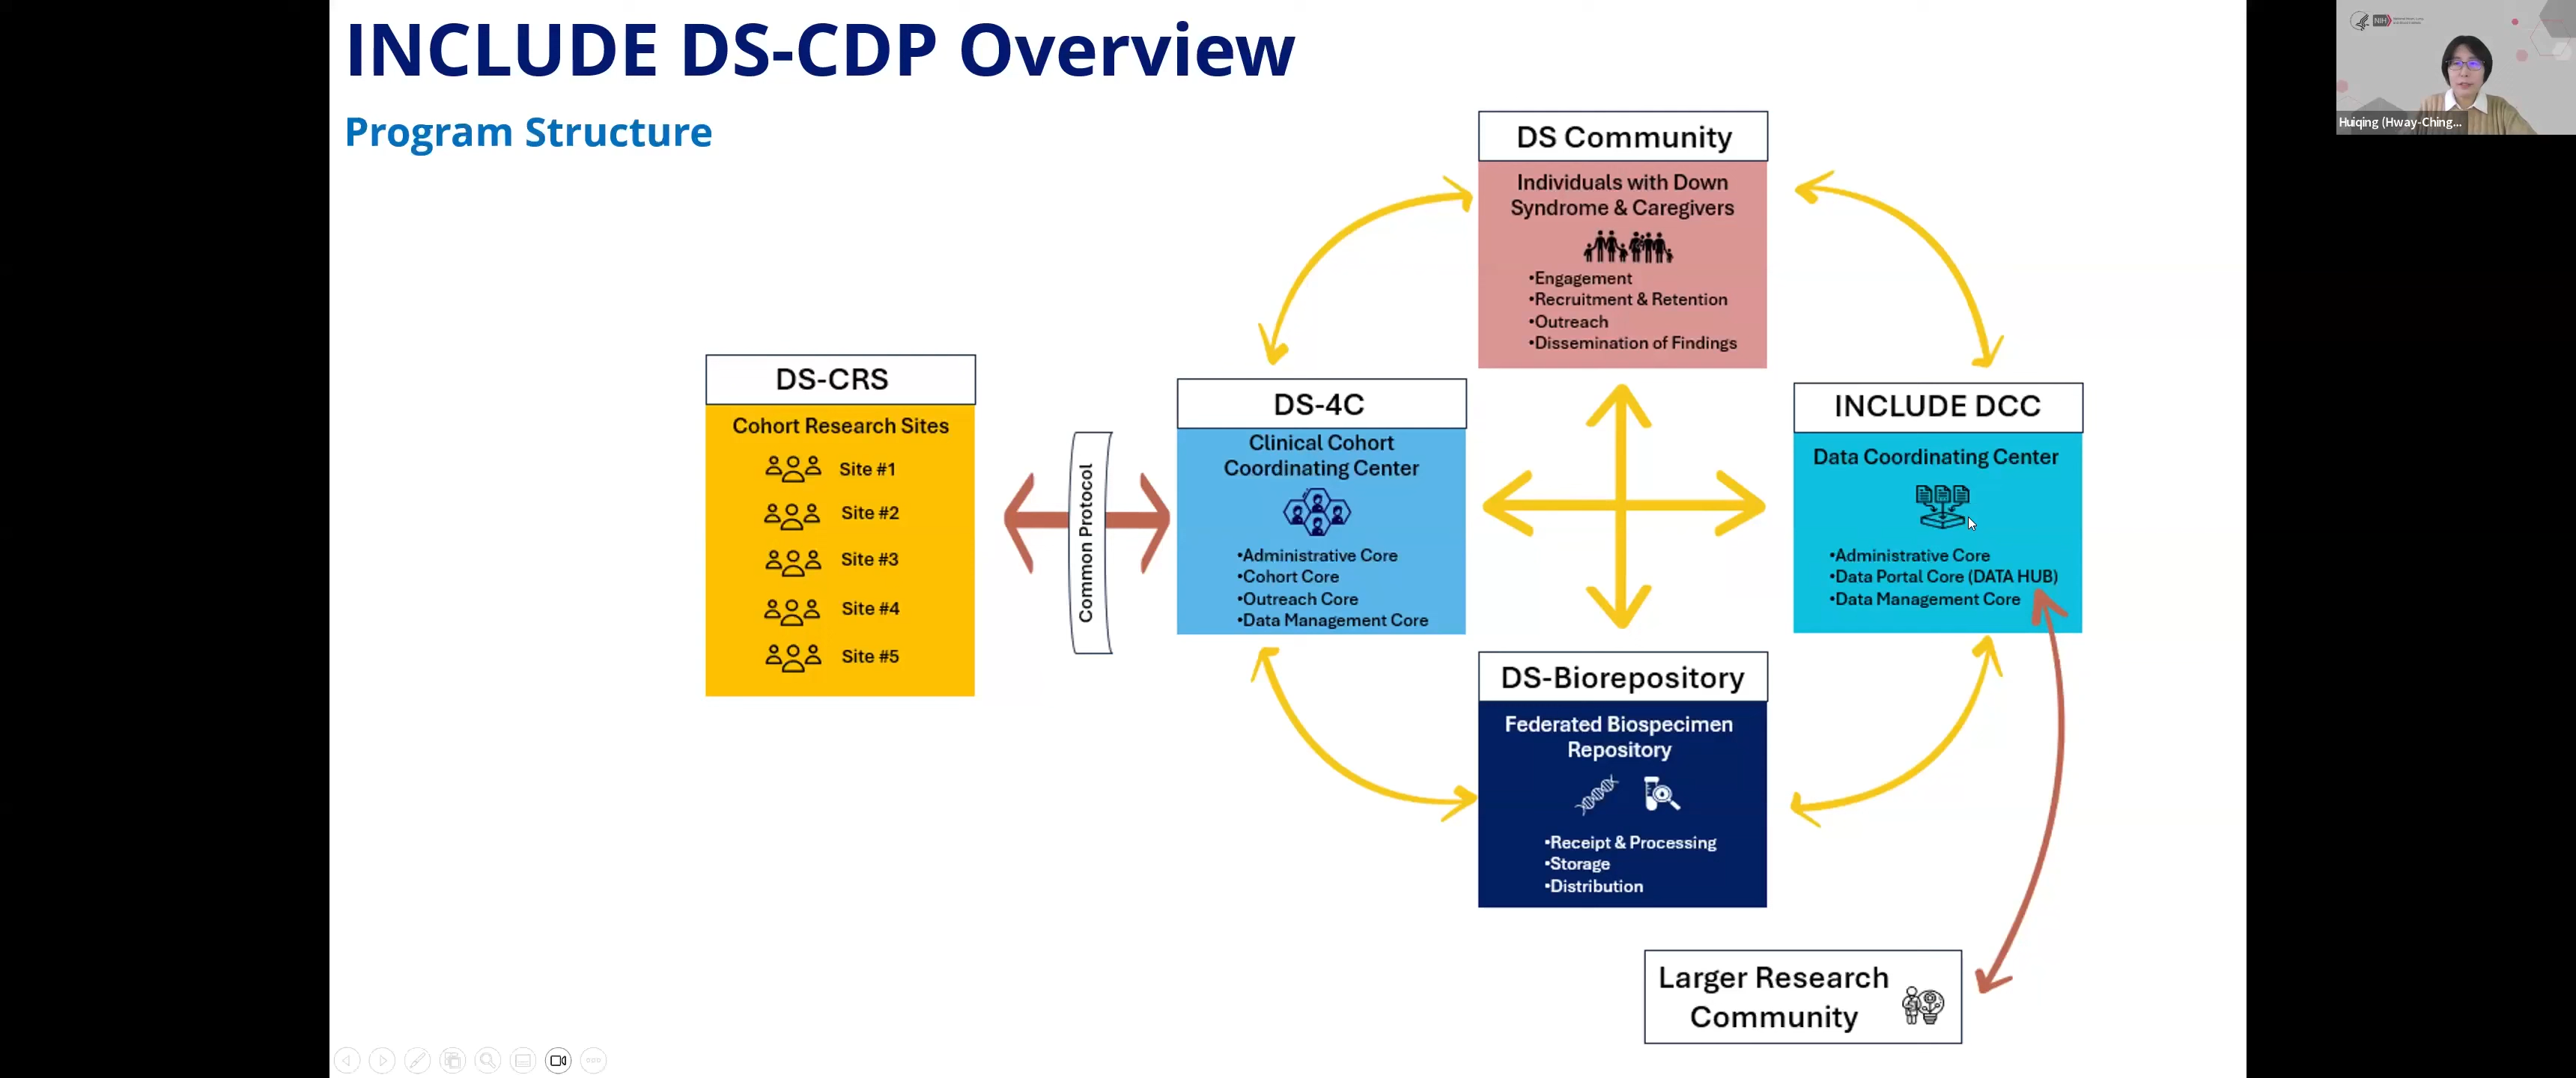 INCLUDE DS-CDP Overview
Program Structure
DS-CRS
Cohort Research Sites
Site #1
Site #2
Site #3
Site #4
Site #5
Common Protocol
DS-4C
Clinical Cohort
Coordinating Center
•Administrative Core
•Cohort Core
•Outreach Core
•Data Management Core
DS Community
Individuals with Down
Syndrome & Caregivers
•Engagement
•Recruitment & Retention
•Outreach
•Dissemination of Findings
INCLUDE DCC
Data Coordinating Center
•Administrative Core
•Data Portal Core (DATA HUB)
•Data Management Core
DS-Biorepository
Federated Biospecimen
Repository
•Receipt & Processing
•Storage
•Distribution
Larger Research
Community
NIH
Huiqing (Hway-Ching...